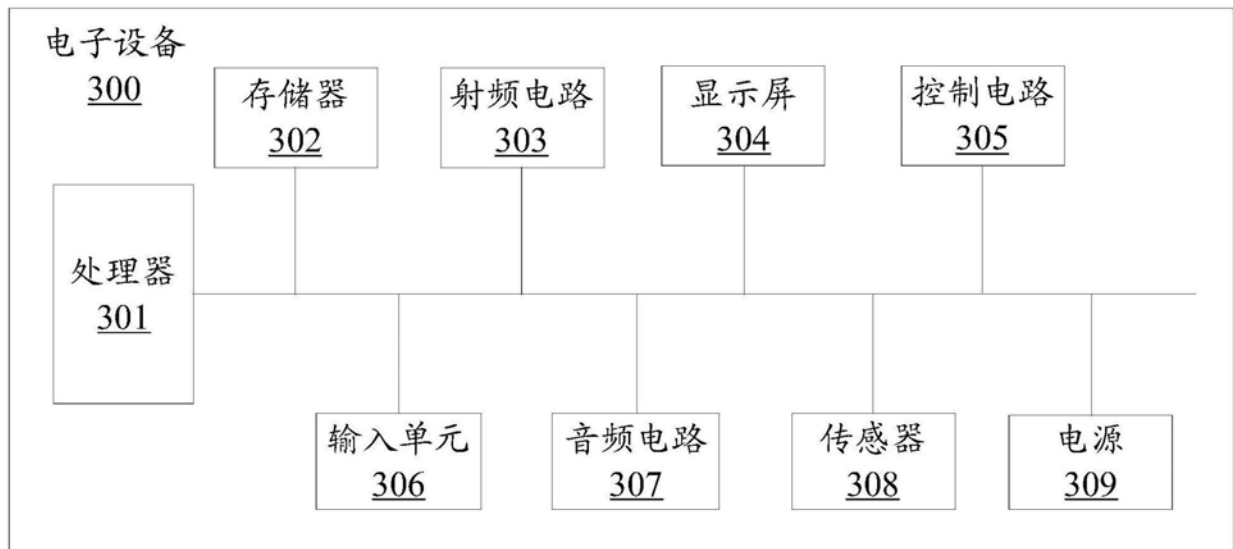 电子设备
300
存储器
302
射频电路
303
显示屏
304
控制电路
305
处理器
301
输入单元
306
音频电路
307
传感器
308
电源
309